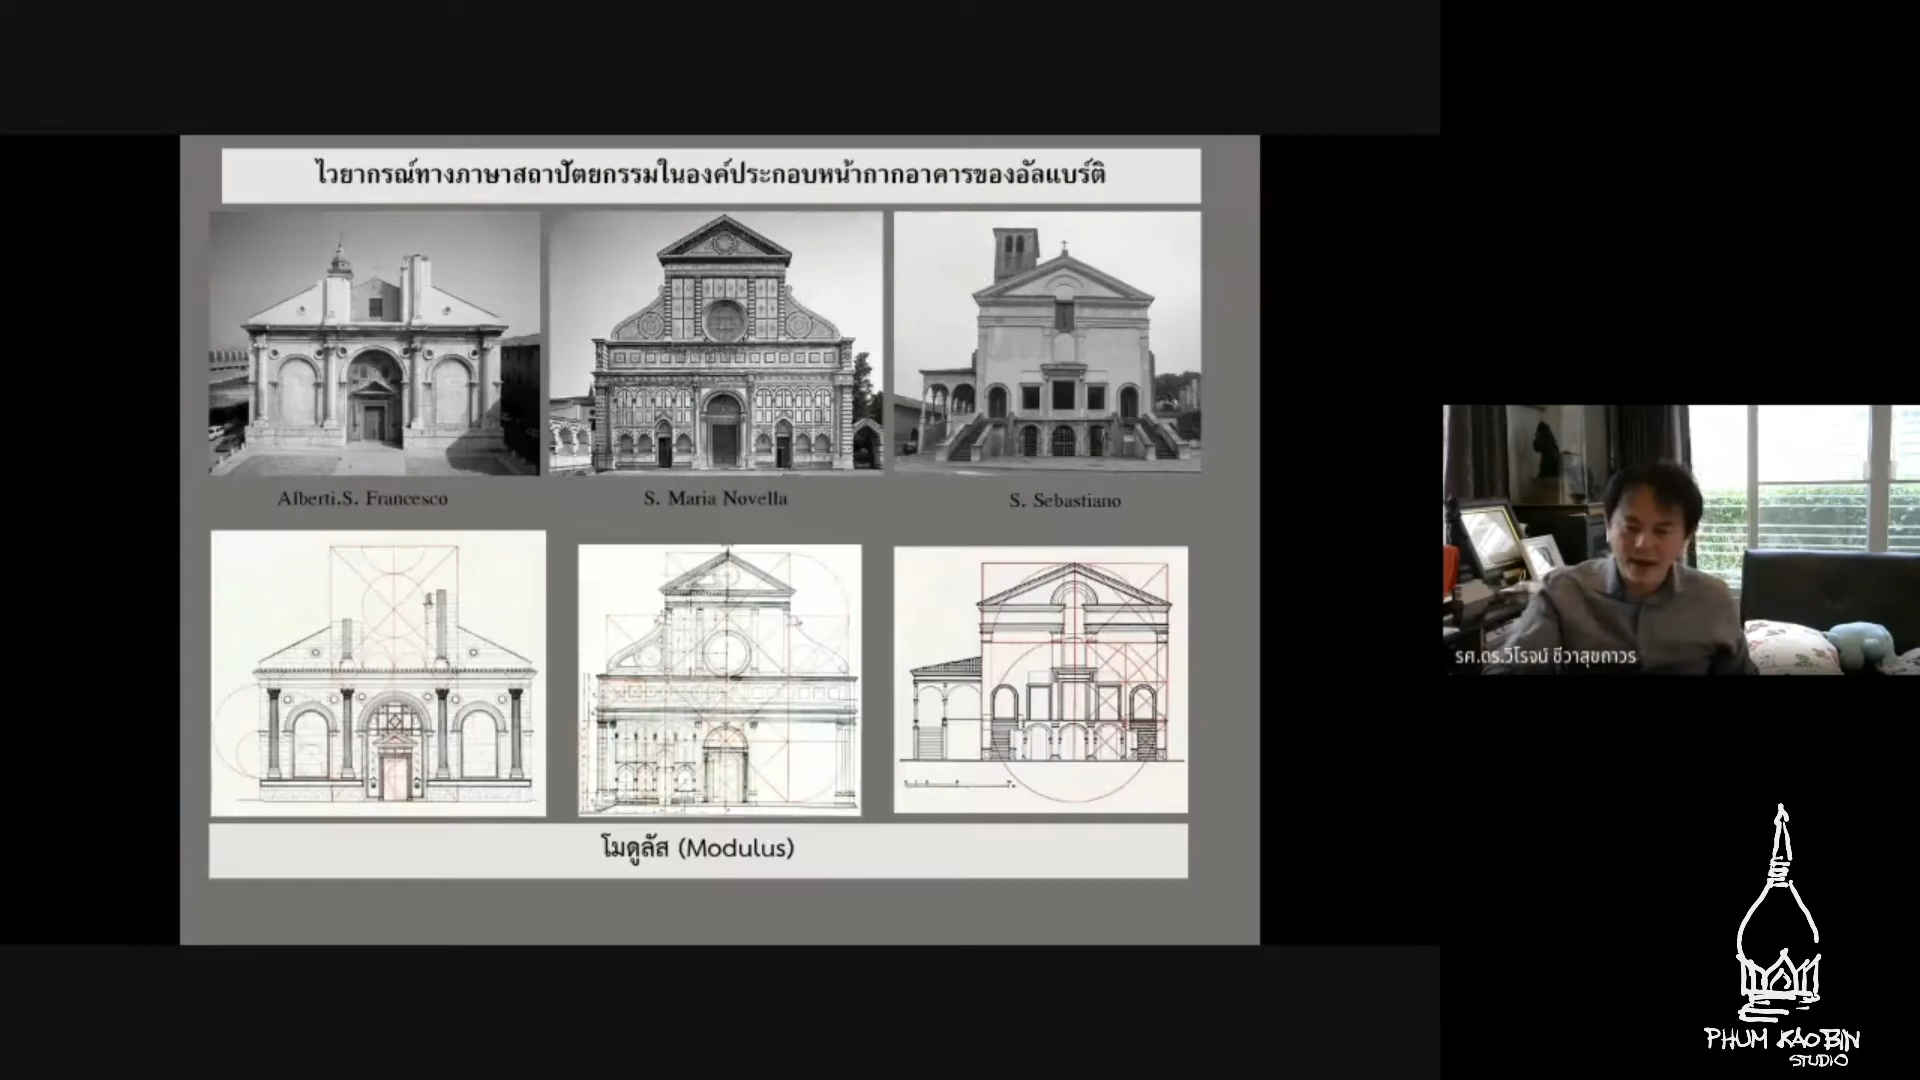 ไวยากรณ์ทางภาษาสถาปัตยกรรมในองค์ประกอบหน้ากากอาคารของอัลแบร์ติ
Alberti.S. Francesco
S. Maria Novella
S. Sebastiano
โมดูลัส (Modulus)
รศ.ดร.วิโรจน์ ชีวาสุขถาวร
PHUM KAO BIN
STUDIO